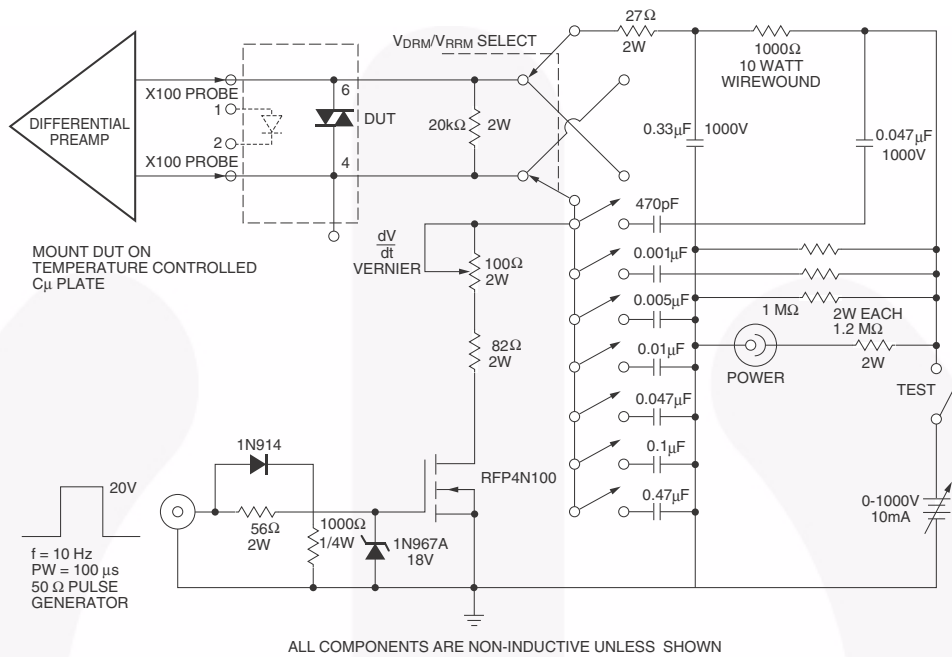 27Ω
2W
V_DRM/V_RRM SELECT
1000Ω
10 WATT
WIREWOUND
X100 PROBE
6
1
DIFFERENTIAL
PREAMP
DUT
20kΩ
2W
0.33μF
1000V
0.047μF
1000V
2
X100 PROBE
4
470pF
MOUNT DUT ON
TEMPERATURE CONTROLLED
Cμ PLATE
dV
dt
VERNIER
100Ω
2W
0.001μF
0.005μF
1 MΩ
2W EACH
1.2 MΩ
2W
82Ω
2W
0.01μF
POWER
TEST
0.047μF
1N914
RFP4N100
0.1μF
20V
0-1000V
10mA
56Ω
2W
1000Ω
1/4W
1N967A
18V
0.47μF
f = 10 Hz
PW = 100 μs
50 Ω PULSE
GENERATOR
ALL COMPONENTS ARE NON-INDUCTIVE UNLESS SHOWN